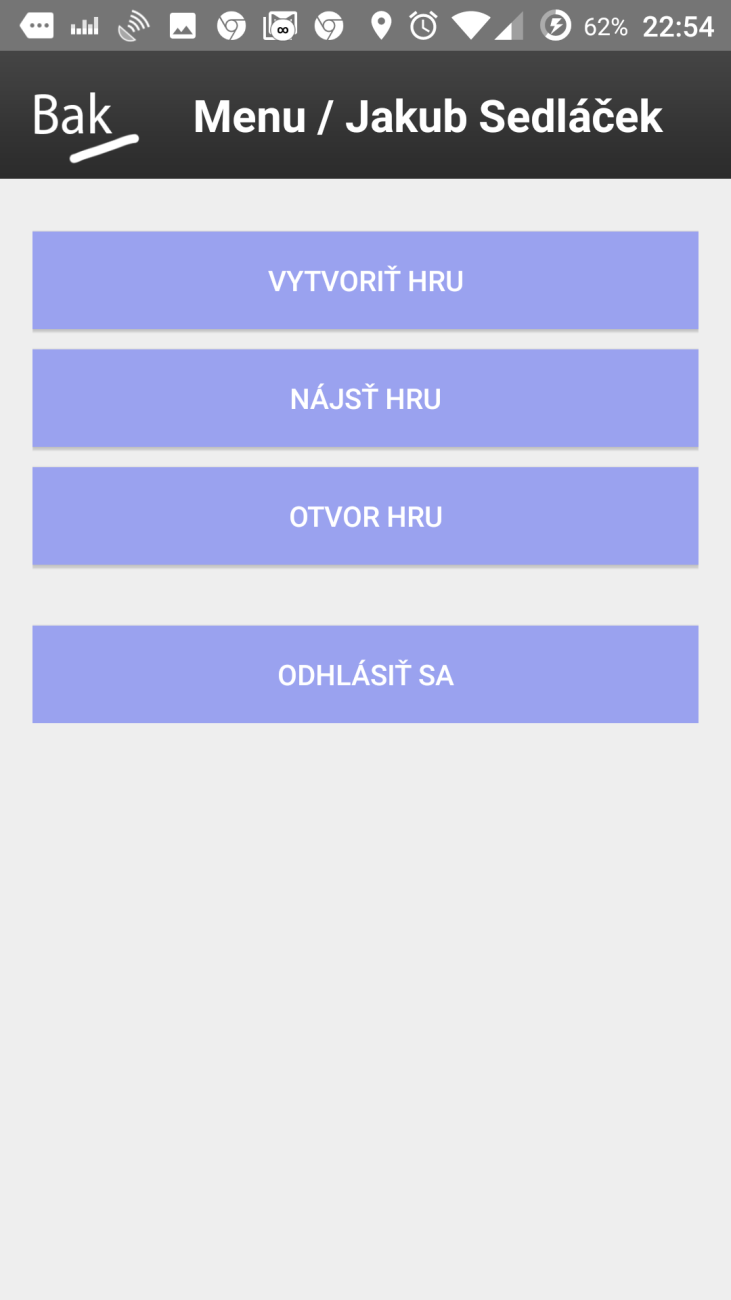 62% 22:54
Bak
Menu / Jakub Sedláček
VYTVORIŤ HRU
NÁJSŤ HRU
OTVOR HRU
ODHLÁSIŤ SA